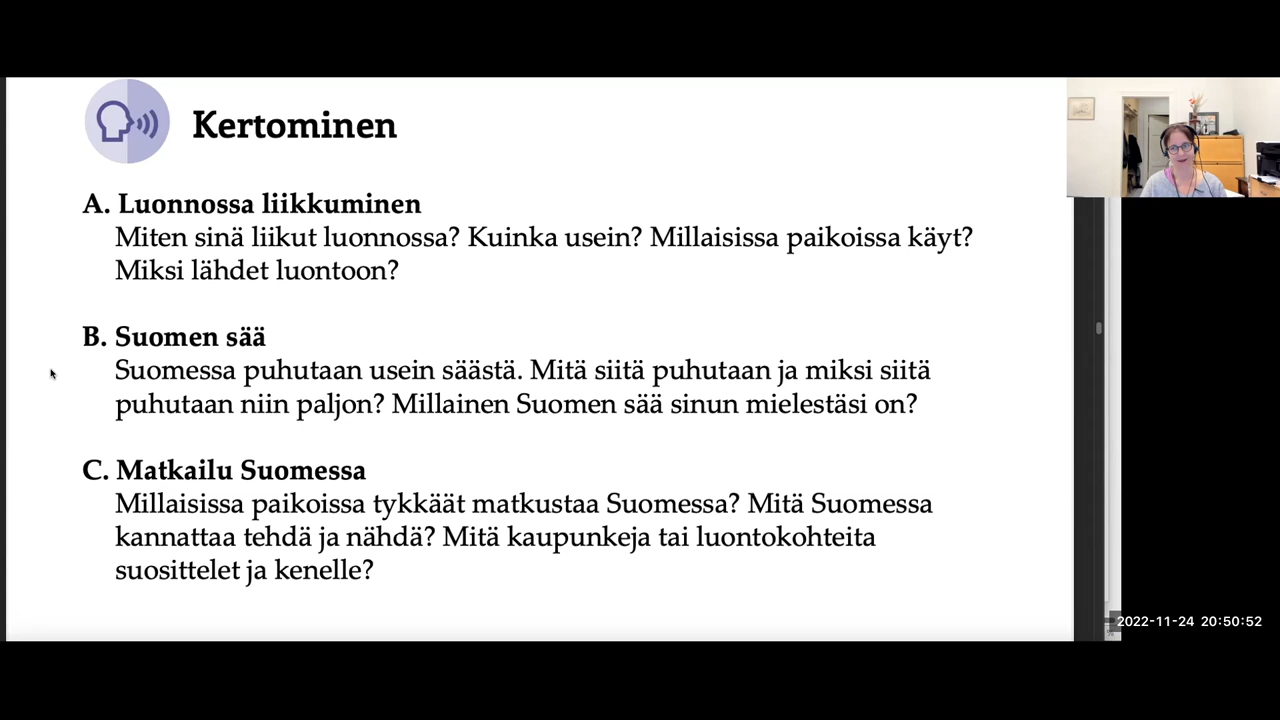 Kertominen
A. Luonnossa liikkuminen
Miten sinä liikut luonnossa? Kuinka usein? Millaisissa paikoissa käyt?
Miksi lähdet luontoon?
B. Suomen sää
Suomessa puhutaan usein säästä. Mitä siitä puhutaan ja miksi siitä
puhutaan niin paljon? Millainen Suomen sää sinun mielestäsi on?
C. Matkailu Suomessa
Millaisissa paikoissa tykkäät matkustaa Suomessa? Mitä Suomessa
kannattaa tehdä ja nähdä? Mitä kaupunkeja tai luontokohteita
suosittelet ja kenelle?
2022-11-24 20:50:52